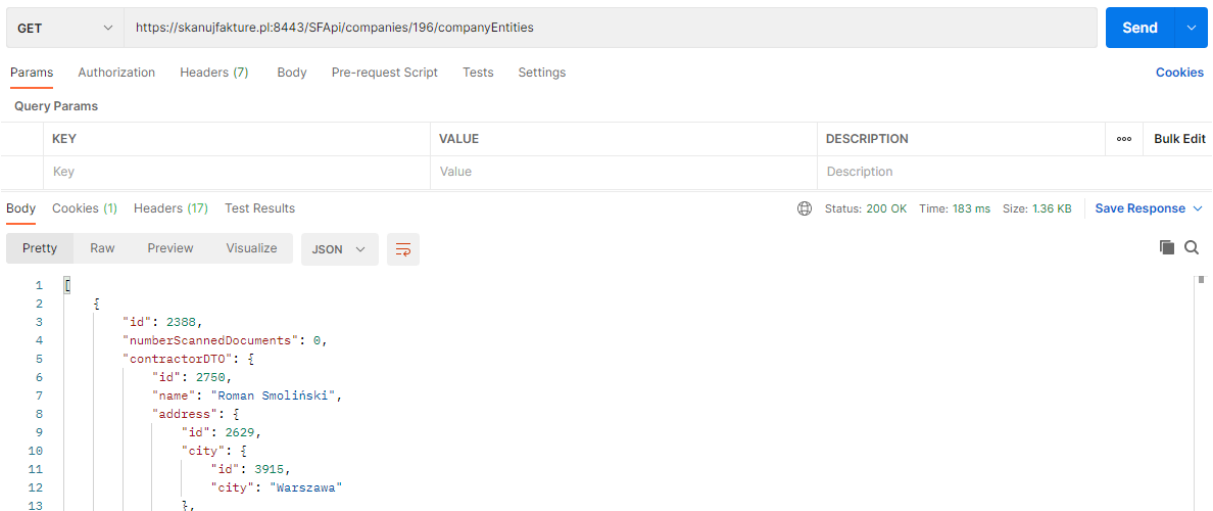 GET https://skanujfakture.pl:8443/SFApi/companies/196/companyEntities Send
Params Authorization Headers (7) Body Pre-request Script Tests Settings Cookies
Query Params
KEY VALUE DESCRIPTION ooo Bulk Edit
Key Value Description
Body Cookies (1) Headers (17) Test Results Status: 200 OK Time: 183 ms Size: 1.36 KB Save Response
Pretty Raw Preview Visualize JSON
1 [
2 {
3 "id": 2388,
4 "numberScannedDocuments": 0,
5 "contractorDTO": {
6 "id": 2750,
7 "name": "Roman Smoliński",
8 "address": {
9 "id": 2629,
10 "city": {
11 "id": 3915,
12 "city": "Warszawa"
13 },